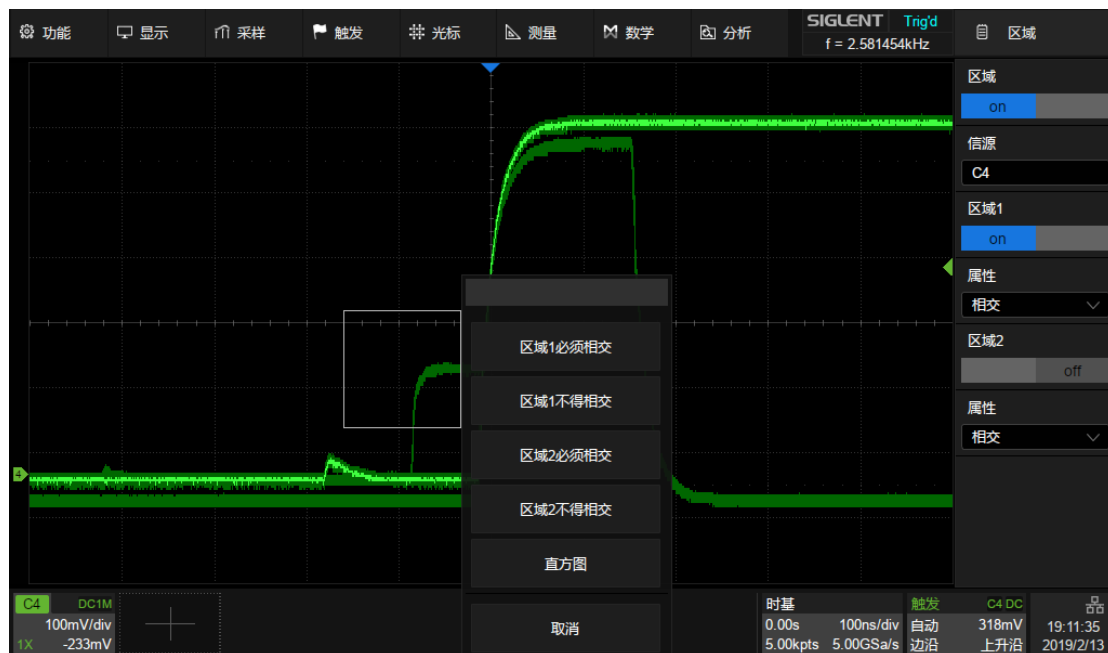 功能 显示 采样 触发 光标 测量 数学 分析
SIGLENT Trig'd
f = 2.581454kHz
区域
区域
on
信源
C4
区域1
on
属性
相交
区域2
off
属性
相交
区域1必须相交
区域1不得相交
区域2必须相交
区域2不得相交
直方图
取消
4
C4 DC1M
100mV/div
1X -233mV
时基
0.00s 100ns/div
5.00kpts 5.00GSa/s
触发 C4 DC
自动 318mV
边沿 上升沿
19:11:35
2019/2/13